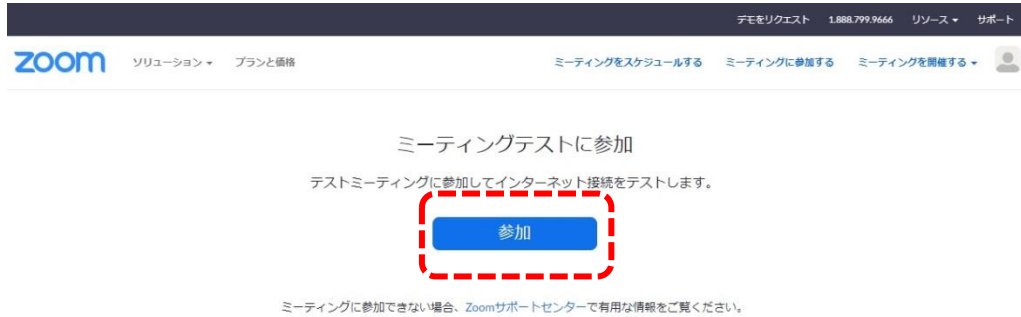 デモをリクエスト 1.888.799.9666 リソース サポート
zoom ソリューション プランと価格 ミーティングをスケジュールする ミーティングに参加する ミーティングを開催する
ミーティングテストに参加
テストミーティングに参加してインターネット接続をテストします。
参加
ミーティングに参加できない場合、Zoomサポートセンターで有用な情報をご覧ください。